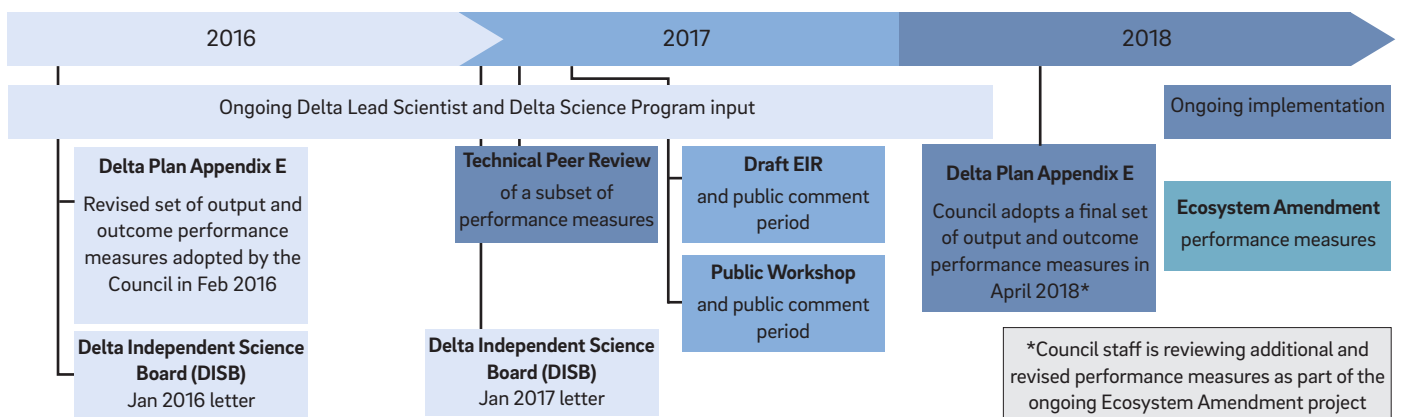 2016
2017
2018
Ongoing Delta Lead Scientist and Delta Science Program input
Ongoing implementation
Delta Plan Appendix E
Revised set of output and
outcome performance
measures adopted by the
Council in Feb 2016
Delta Independent Science
Board (DISB)
Jan 2016 letter
Technical Peer Review
of a subset of
performance measures
Delta Independent Science
Board (DISB)
Jan 2017 letter
Draft EIR
and public comment
period
Public Workshop
and public comment
period
Delta Plan Appendix E
Council adopts a final set
of output and outcome
performance measures in
April 2018*
Ecosystem Amendment
performance measures
*Council staff is reviewing additional and
revised performance measures as part of the
ongoing Ecosystem Amendment project